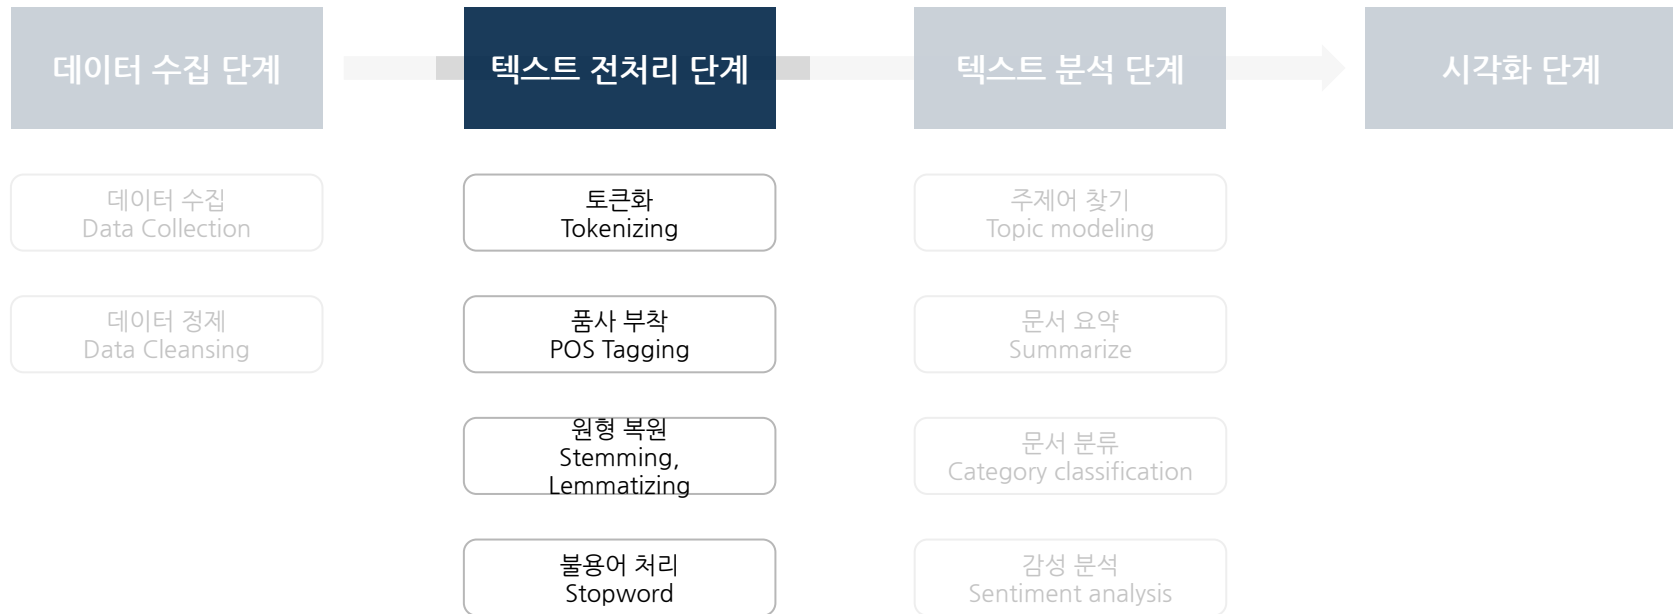 데이터 수집 단계
텍스트 전처리 단계
텍스트 분석 단계
시각화 단계
데이터 수집
Data Collection
데이터 정제
Data Cleansing
토큰화
Tokenizing
품사 부착
POS Tagging
원형 복원
Stemming,
Lemmatizing
불용어 처리
Stopword
주제어 찾기
Topic modeling
문서 요약
Summarize
문서 분류
Category classification
감성 분석
Sentiment analysis